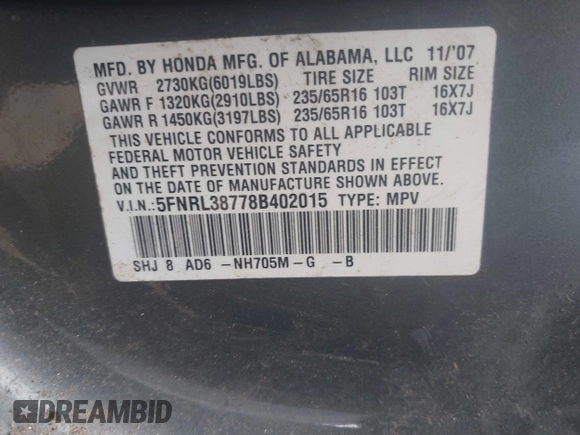 MFD. BY HONDA MFG. OF ALABAMA, LLC 11/'07
GVWR 2730KG(6019LBS) TIRE SIZE RIM SIZE
GAWR F 1320KG(2910LBS) 235/65R16 103T 16X7J
GAWR R 1450KG(3197LBS) 235/65R16 103T 16X7J
THIS VEHICLE CONFORMS TO ALL APPLICABLE
FEDERAL MOTOR VEHICLE SAFETY
AND THEFT PREVENTION STANDARDS IN EFFECT
ON THE DATE OF MANUFACTURE SHOWN ABOVE.
V.I.N.: 5FNRL38778B402015 TYPE: MPV
SHJ 8 AD6 -NH705M-G -B
DREAMBID